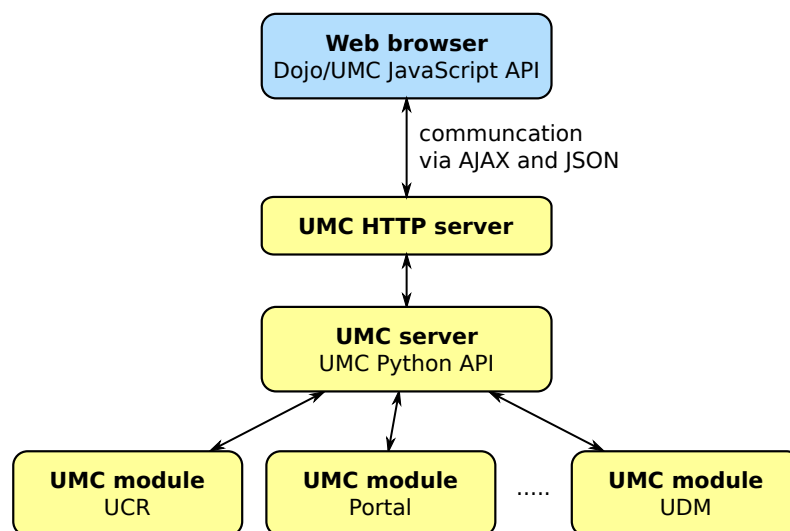 Web browser
Dojo/UMC JavaScript API
communcation
via AJAX and JSON
UMC HTTP server
UMC server
UMC Python API
UMC module
UCR
UMC module
Portal
.....
UMC module
UDM